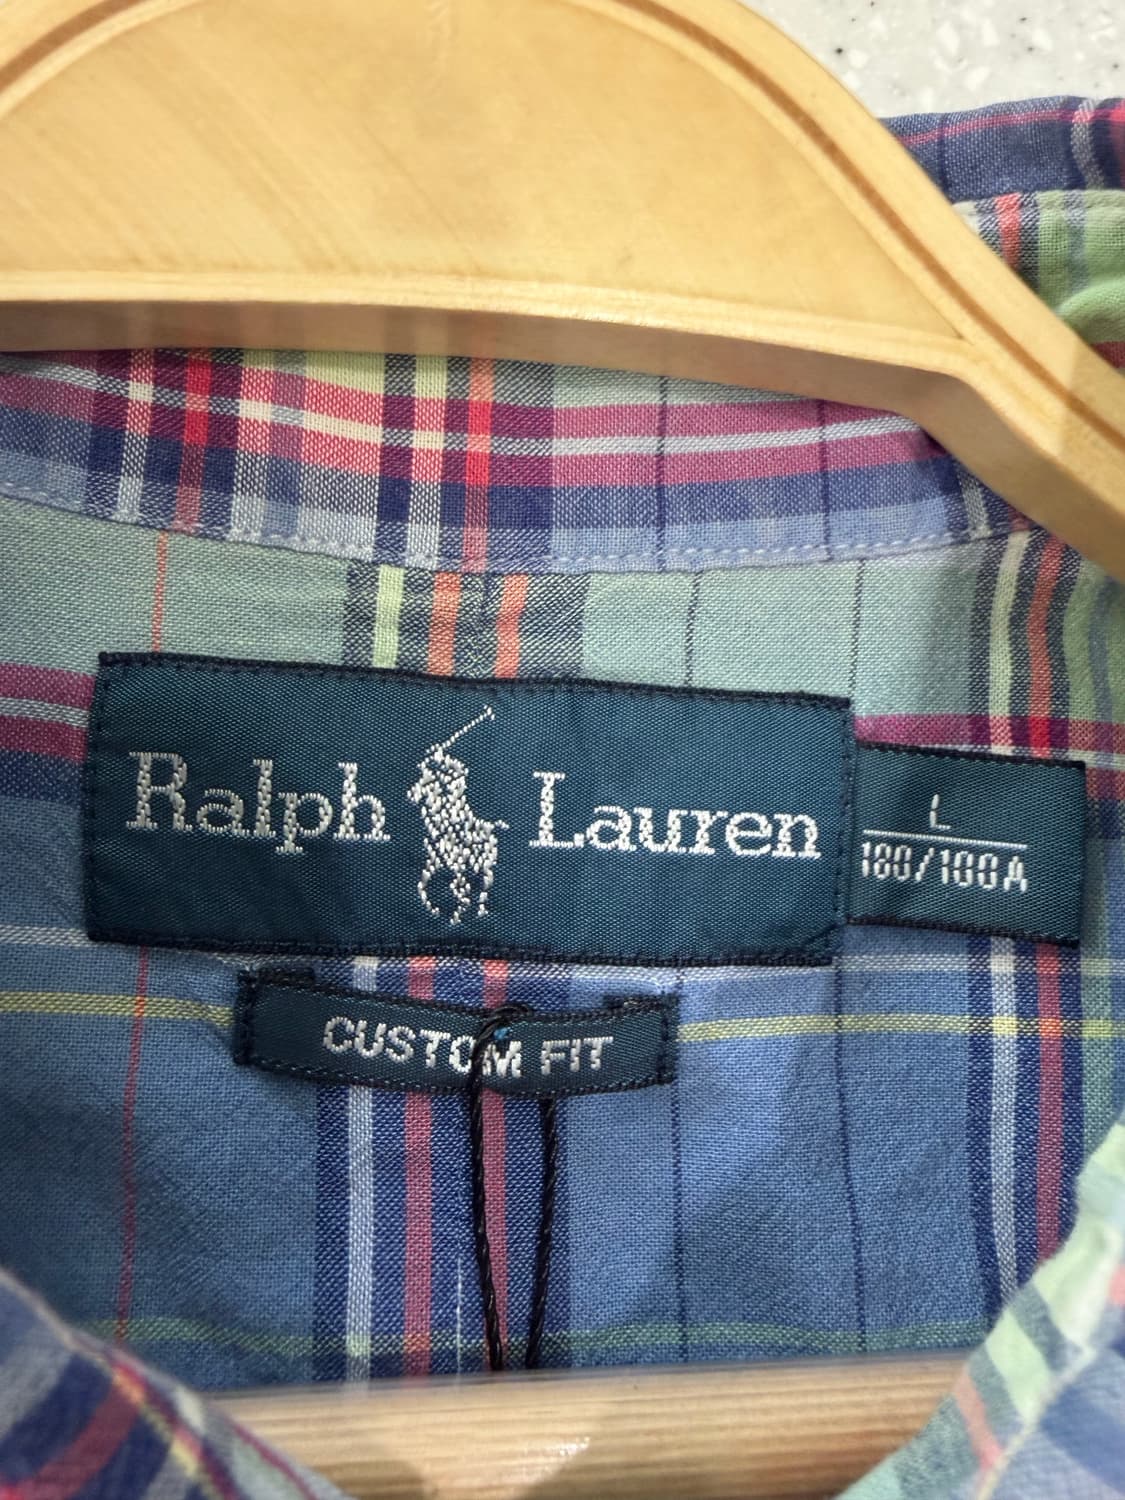 Ralph Lauren
L
180/100A
CUSTOM FIT